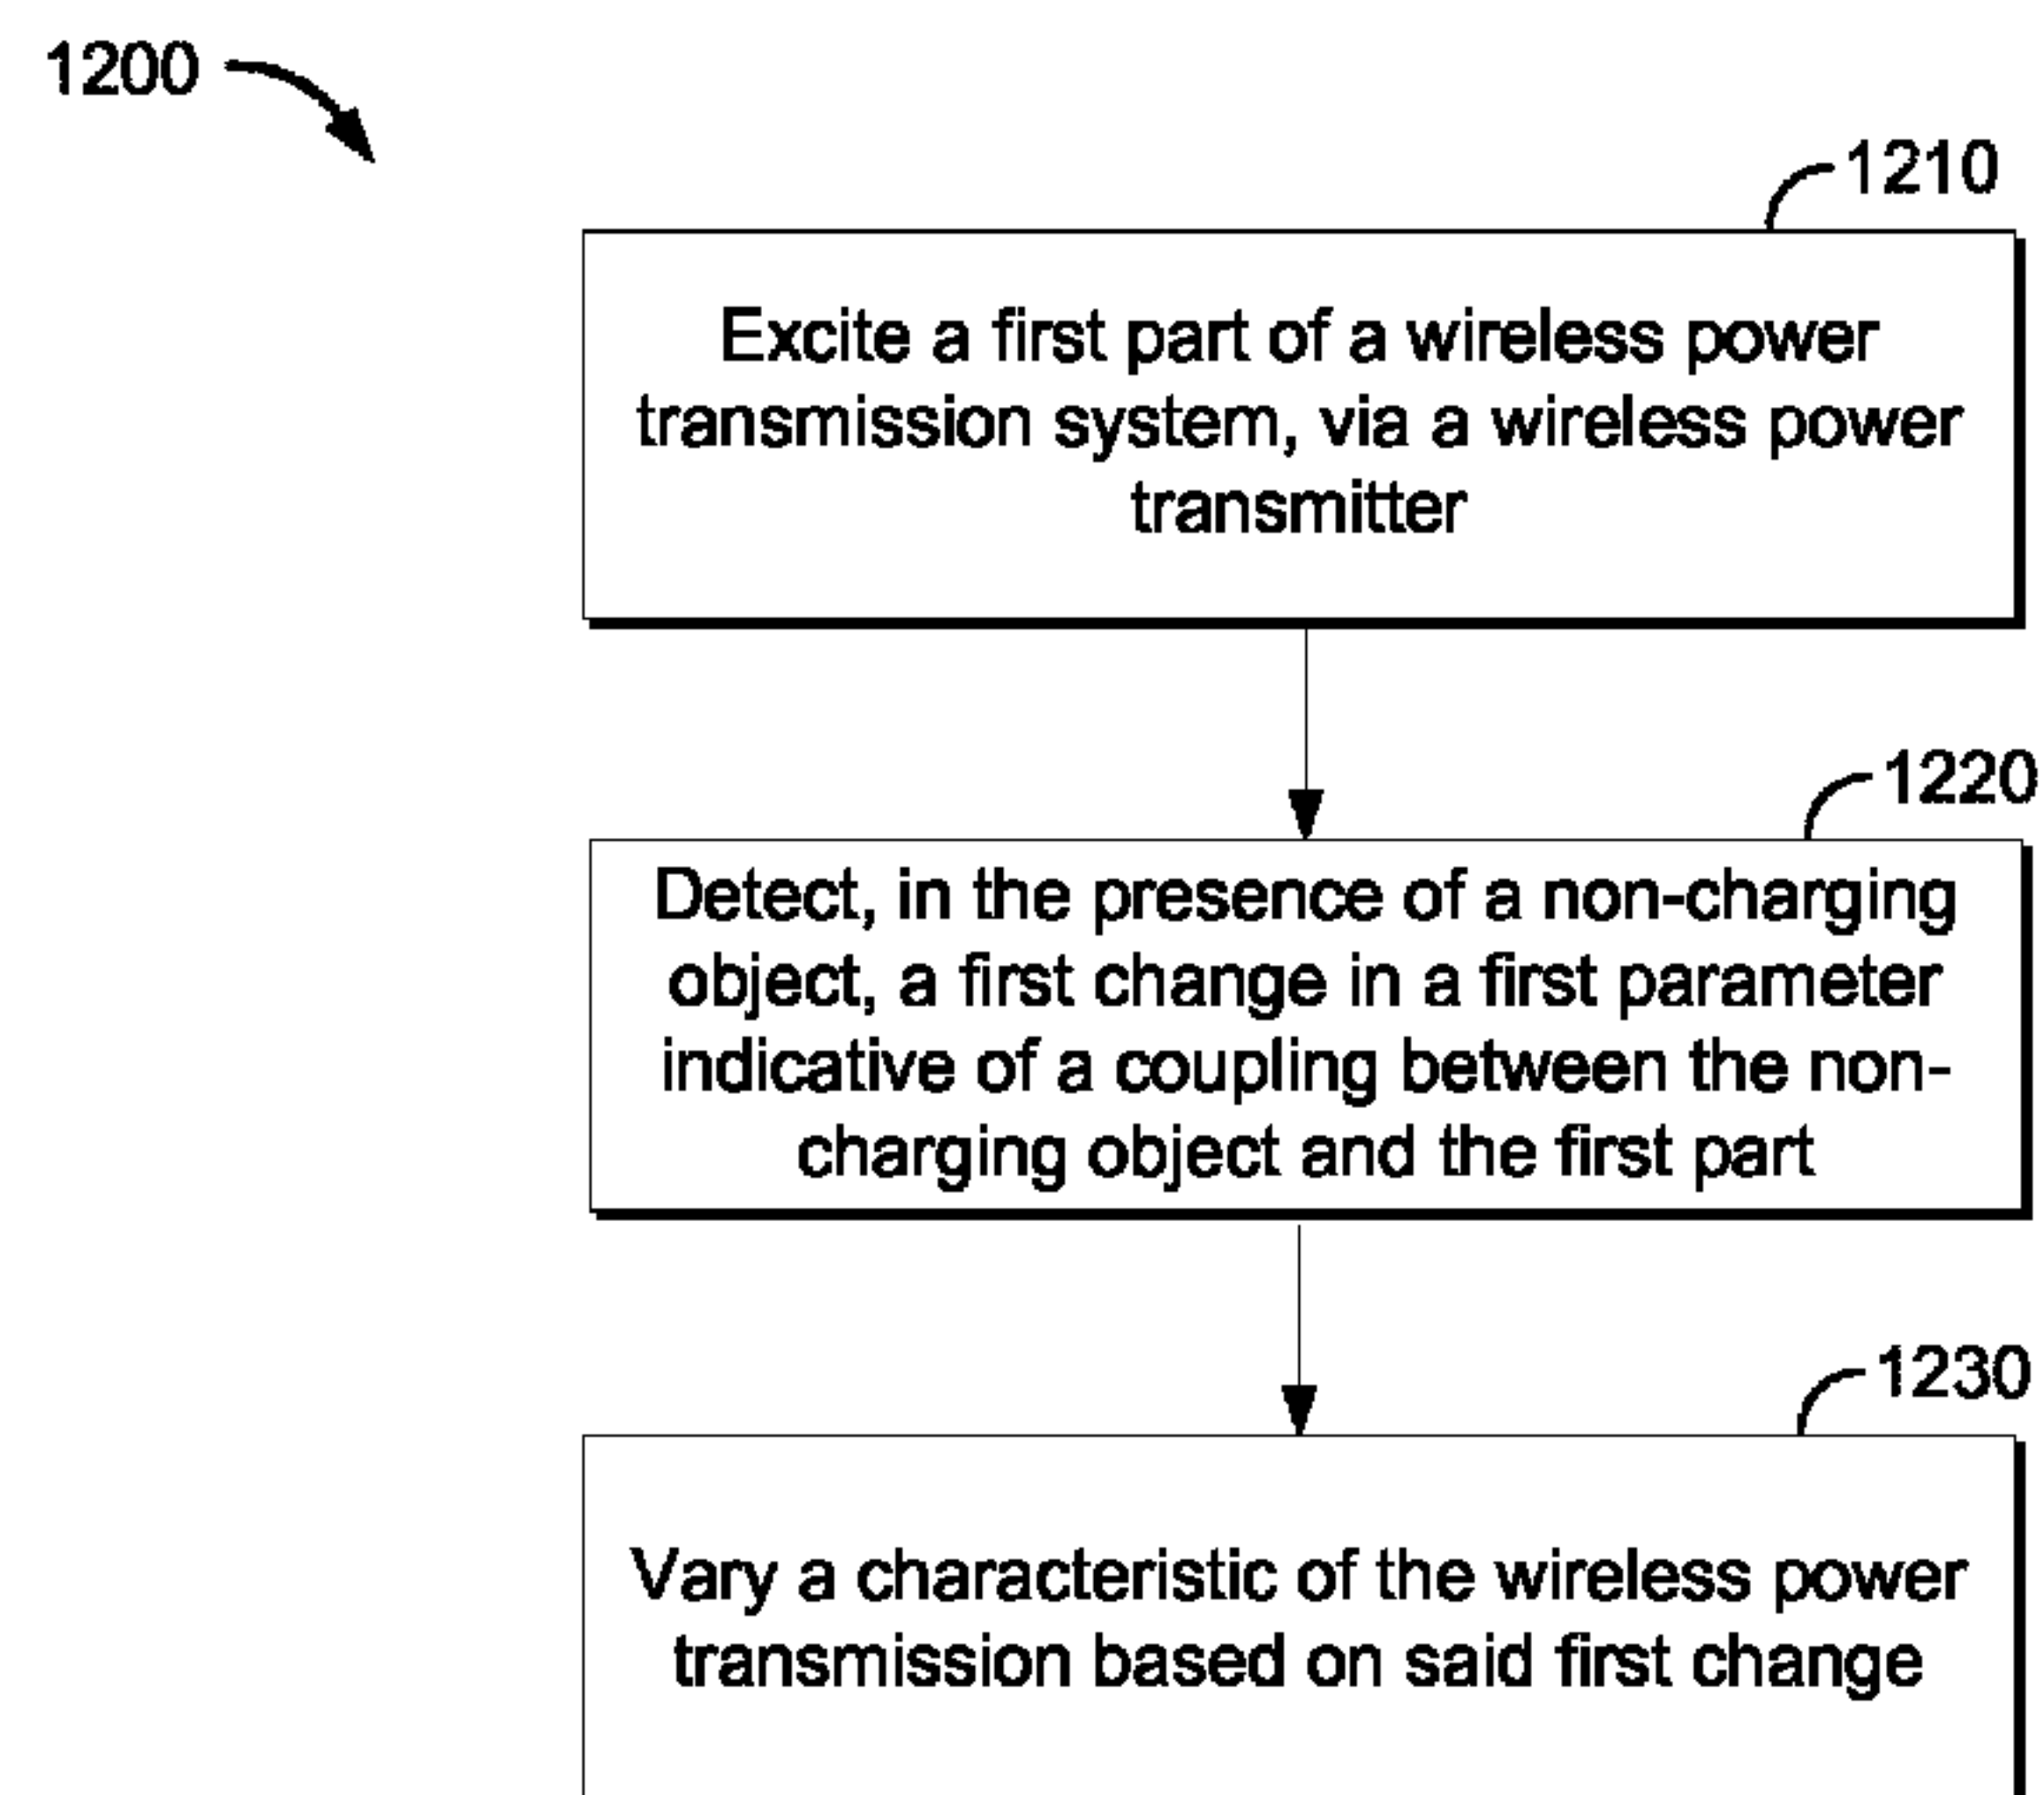 1200
1210
Excite a first part of a wireless power
transmission system, via a wireless power
transmitter
1220
Detect, in the presence of a non-charging
object, a first change in a first parameter
indicative of a coupling between the non-
charging object and the first part
1230
Vary a characteristic of the wireless power
transmission based on said first change